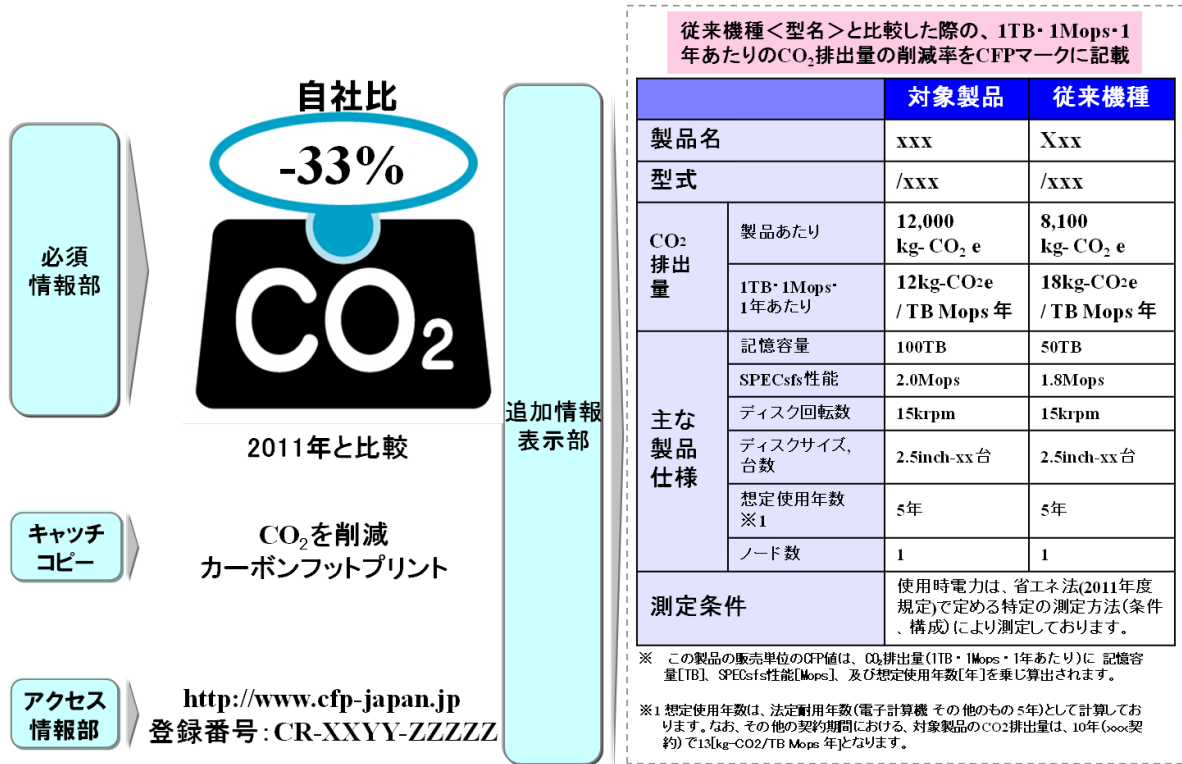 必須
情報部
自社比
-33%
CO2
2011年と比較
キャッチ
コピー
CO2を削減
カーボンフットプリント
アクセス
情報部
http://www.cfp-japan.jp
登録番号：CR-XXYY-ZZZZZ
追加情報
表示部
従来機種＜型名＞と比較した際の、1TB・1Mops・1
年あたりのCO2排出量の削減率をCFPマークに記載
対象製品 従来機種
製品名 xxx Xxx
型式 /xxx /xxx
CO2
排出
量
製品あたり
12,000
kg- CO2 e
8,100
kg- CO2 e
1TB・1Mops・
1年あたり
12kg-CO2e
/ TB Mops 年
18kg-CO2e
/ TB Mops 年
主な
製品
仕様
記憶容量 100TB 50TB
SPECsfs性能 2.0Mops 1.8Mops
ディスク回転数 15krpm 15krpm
ディスクサイズ,
台数
2.5inch-xx台 2.5inch-xx台
想定使用年数
※1
5年 5年
ノード数 1 1
測定条件
使用時電力は、省エネ法(2011年度
規定)で定める特定の測定方法(条件
、構成)により測定しております。
※ この製品の販売単位のCFP値は、CO2排出量(1TB・1Mops・1年あたり)に 記憶容
量[TB]、SPECsfs性能[Mops]、及び想定使用年数[年]を乗じ算出されます。
※1 想定使用年数は、法定耐用年数(電子計算機 その他のもの 5年)として計算してお
ります。なお、その他の契約期間における、対象製品のCO2排出量は、10年(xxx契
約)で13[kg-CO2/TB Mops 年]となります。